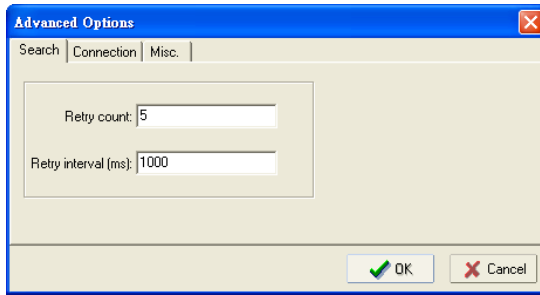 Advanced Options
Search Connection Misc.
Retry count: 5
Retry interval (ms): 1000
OK Cancel